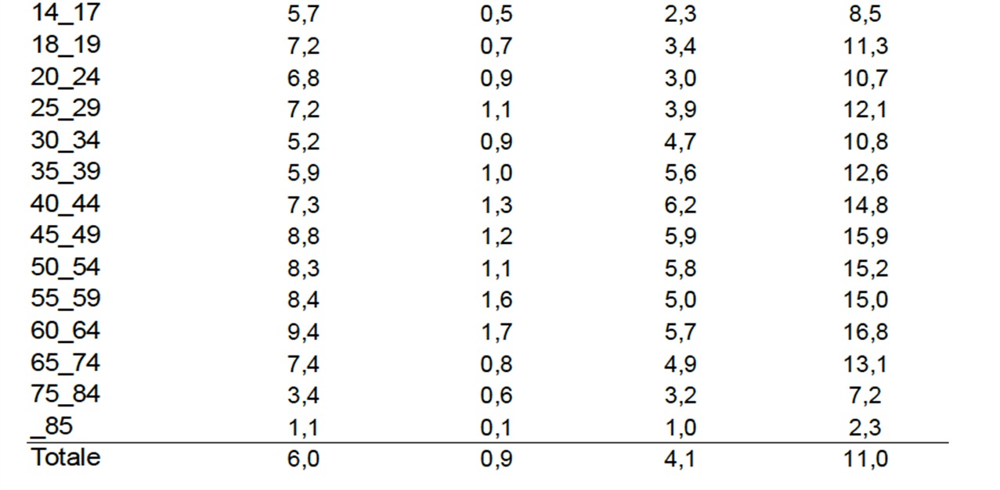 14_17 5,7 0,5 2,3 8,5
18_19 7,2 0,7 3,4 11,3
20_24 6,8 0,9 3,0 10,7
25_29 7,2 1,1 3,9 12,1
30_34 5,2 0,9 4,7 10,8
35_39 5,9 1,0 5,6 12,6
40_44 7,3 1,3 6,2 14,8
45_49 8,8 1,2 5,9 15,9
50_54 8,3 1,1 5,8 15,2
55_59 8,4 1,6 5,0 15,0
60_64 9,4 1,7 5,7 16,8
65_74 7,4 0,8 4,9 13,1
75_84 3,4 0,6 3,2 7,2
_85 1,1 0,1 1,0 2,3
Totale 6,0 0,9 4,1 11,0